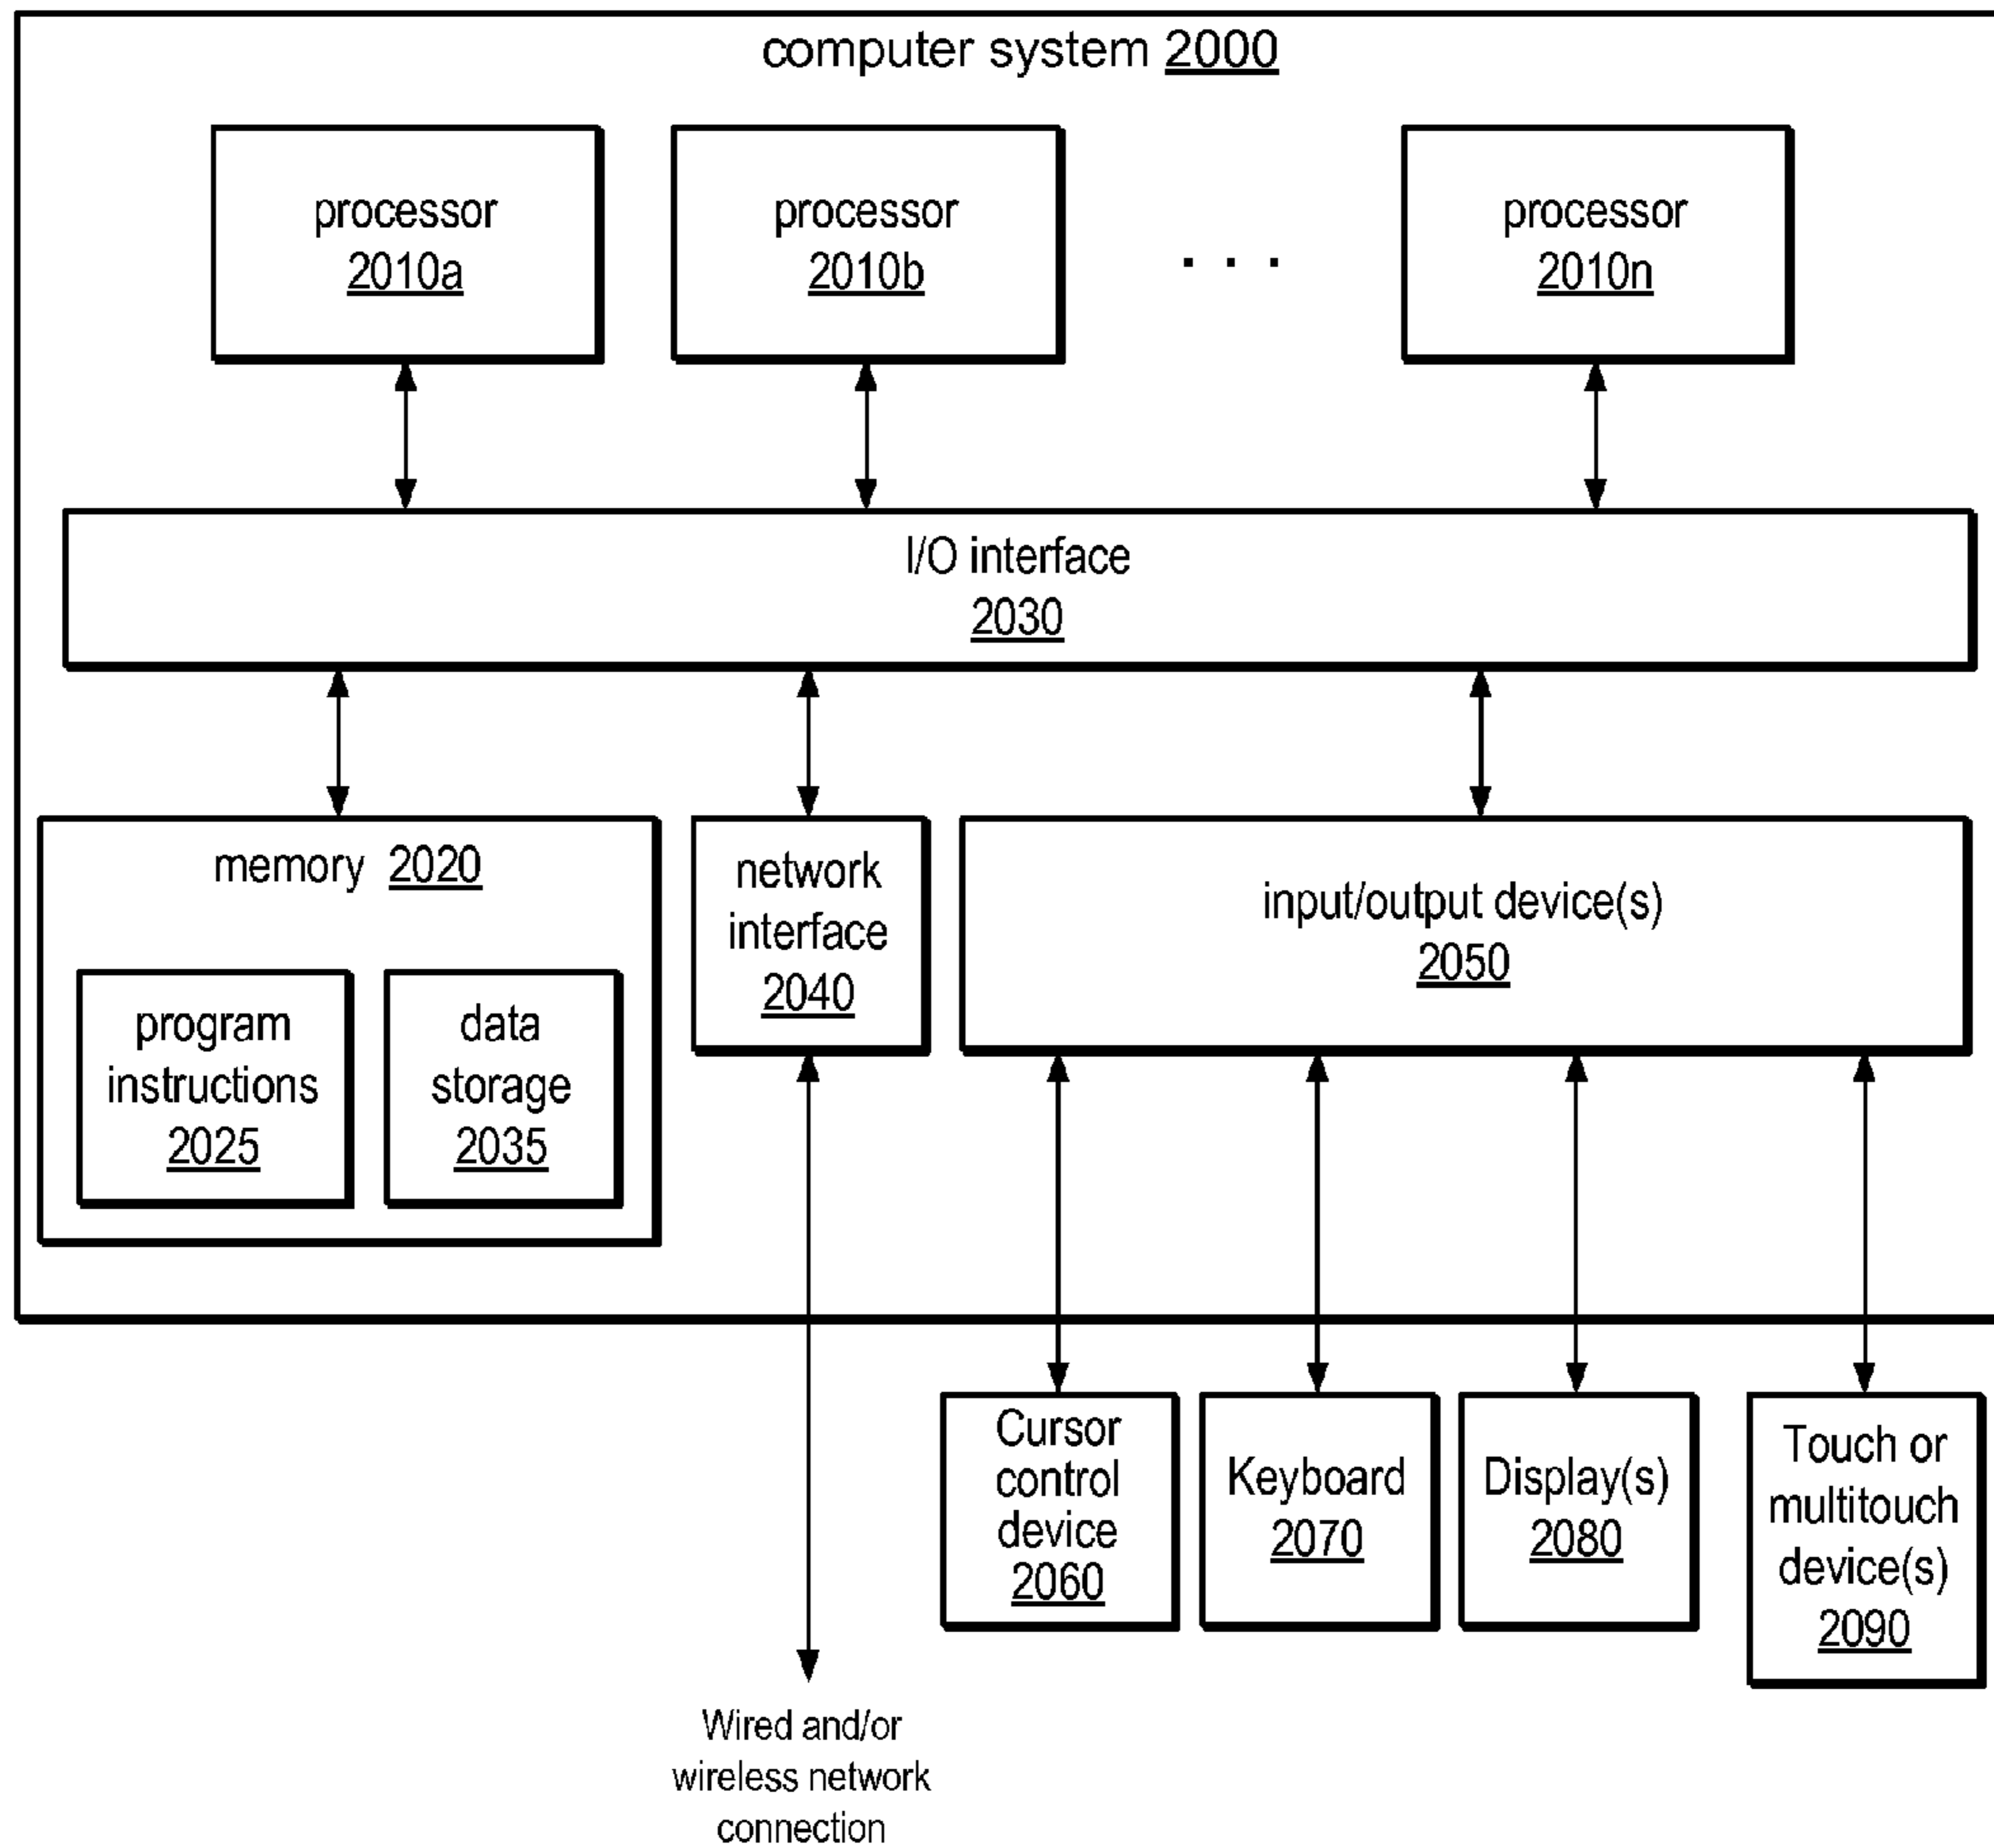 computer system 2000
processor
2010a
processor
2010b
. . .
processor
2010n
I/O interface
2030
memory 2020
program
instructions
2025
data
storage
2035
network
interface
2040
input/output device(s)
2050
Cursor
control
device
2060
Keyboard
2070
Display(s)
2080
Touch or
multitouch
device(s)
2090
Wired and/or
wireless network
connection